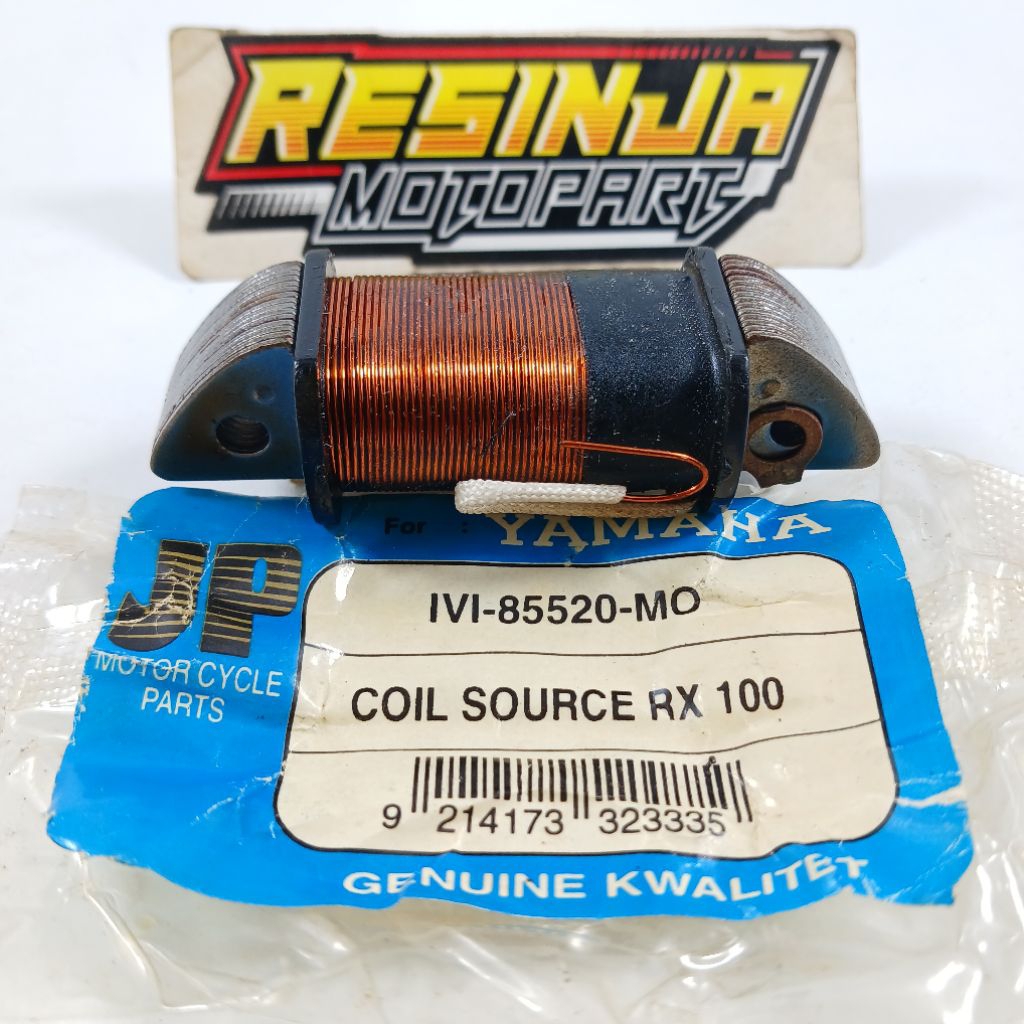 RESINJA
MOTOPART
For : YAMAHA
JP
MOTOR CYCLE
PARTS
IVI-85520-MO
COIL SOURCE RX 100
9 214173 323335
GENUINE KWALITET